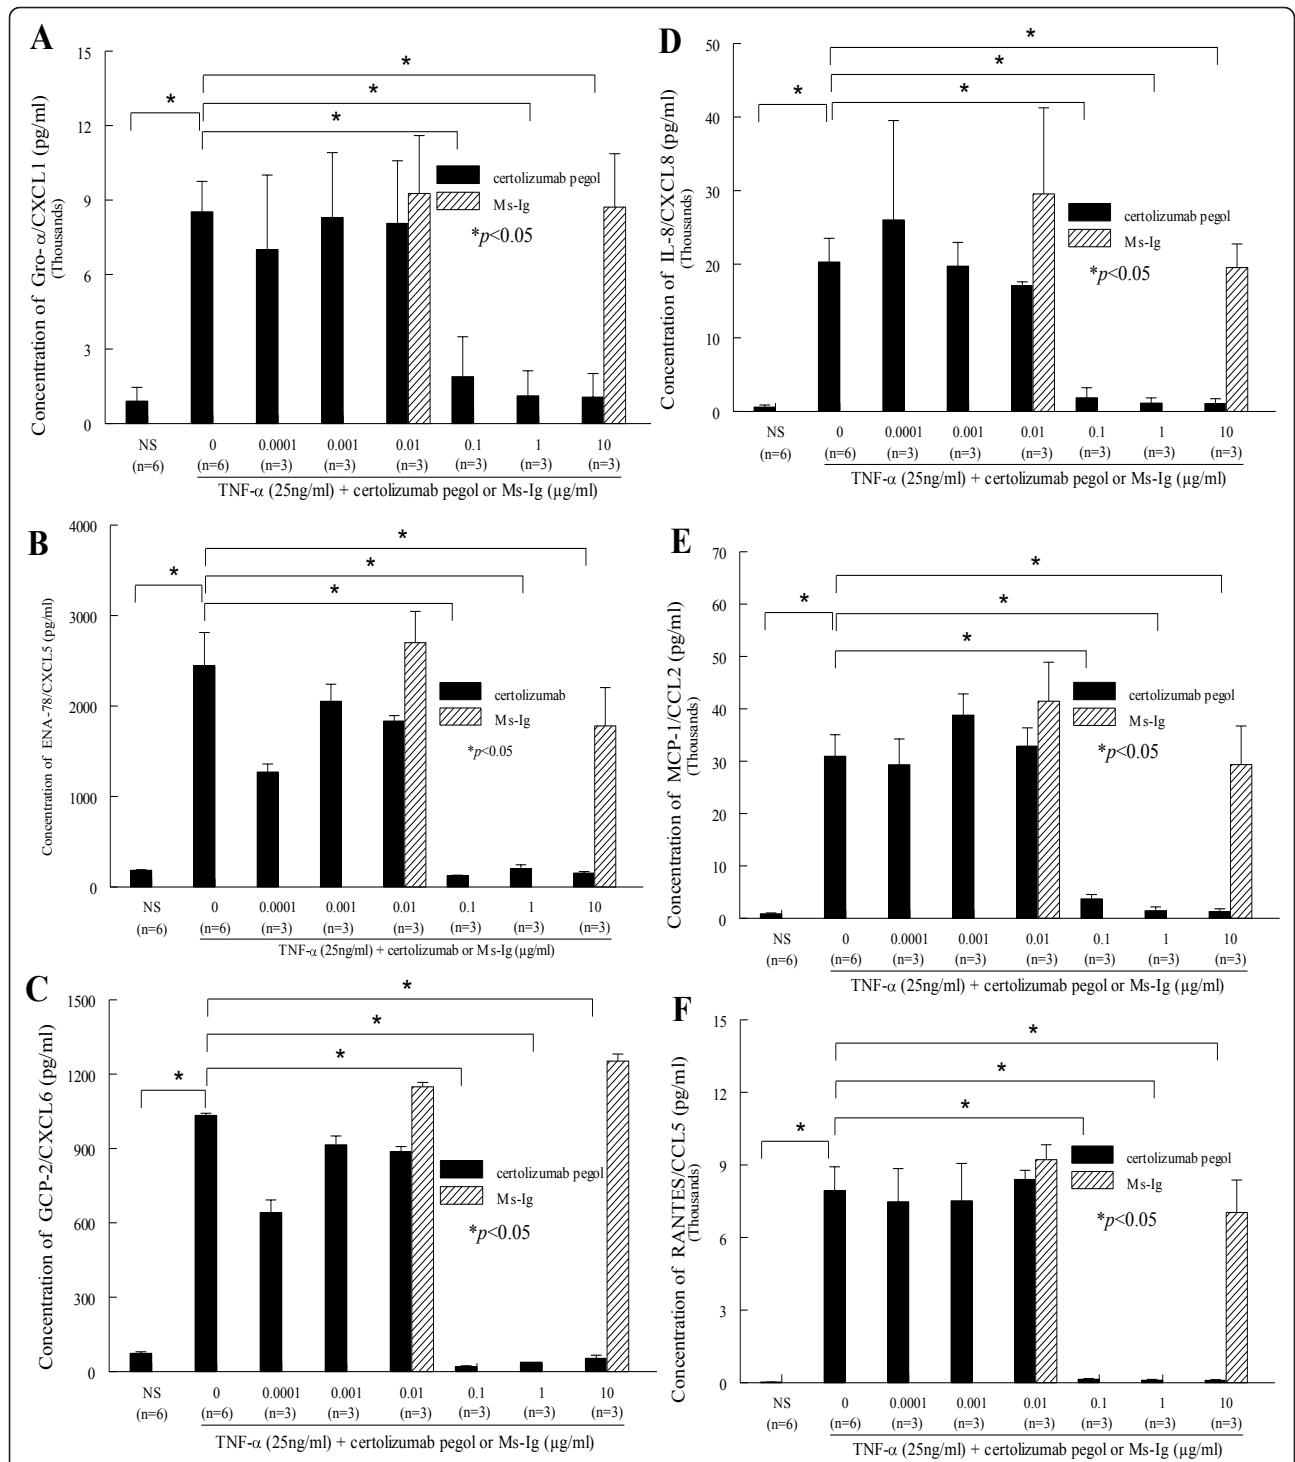 A
Concentration of Gro-α/CXCL1 (pg/ml)
(Thousands)
15
12
9
6
3
0
* * * *
certolizumab pegol
Ms-Ig
*p<0.05
NS 0 0.0001 0.001 0.01 0.1 1 10
(n=6) (n=6) (n=3) (n=3) (n=3) (n=3) (n=3) (n=3)
TNF-α (25ng/ml) + certolizumab pegol or Ms-Ig (µg/ml)
B
Concentration of ENA-78/CXCL5 (pg/ml)
4000
3000
2000
1000
0
* * * *
certolizumab
Ms-Ig
*p<0.05
NS 0 0.0001 0.001 0.01 0.1 1 10
(n=6) (n=6) (n=3) (n=3) (n=3) (n=3) (n=3) (n=3)
TNF-α (25ng/ml) + certolizumab or Ms-Ig (µg/ml)
C
Concentration of GCP-2/CXCL6 (pg/ml)
1500
1200
900
600
300
0
* * * *
certolizumab pegol
Ms-Ig
*p<0.05
NS 0 0.0001 0.001 0.01 0.1 1 10
(n=6) (n=6) (n=3) (n=3) (n=3) (n=3) (n=3) (n=3)
TNF-α (25ng/ml) + certolizumab pegol or Ms-Ig (µg/ml)
D
Concentration of IL-8/CXCL8 (pg/ml)
(Thousands)
50
40
30
20
10
0
* * * *
certolizumab pegol
Ms-Ig
*p<0.05
NS 0 0.0001 0.001 0.01 0.1 1 10
(n=6) (n=6) (n=3) (n=3) (n=3) (n=3) (n=3) (n=3)
TNF-α (25ng/ml) + certolizumab pegol or Ms-Ig (µg/ml)
E
Concentration of MCP-1/CCL2 (pg/ml)
(Thousands)
70
60
50
40
30
20
10
0
* * * *
certolizumab pegol
Ms-Ig
*p<0.05
NS 0 0.0001 0.001 0.01 0.1 1 10
(n=6) (n=6) (n=3) (n=3) (n=3) (n=3) (n=3) (n=3)
TNF-α (25ng/ml) + certolizumab pegol or Ms-Ig (µg/ml)
F
Concentration of RANTES/CCL5 (pg/ml)
(Thousands)
15
12
9
6
3
0
* * * *
certolizumab pegol
Ms-Ig
*p<0.05
NS 0 0.0001 0.001 0.01 0.1 1 10
(n=6) (n=6) (n=3) (n=3) (n=3) (n=3) (n=3) (n=3)
TNF-α (25ng/ml) + certolizumab pegol or Ms-Ig (µg/ml)